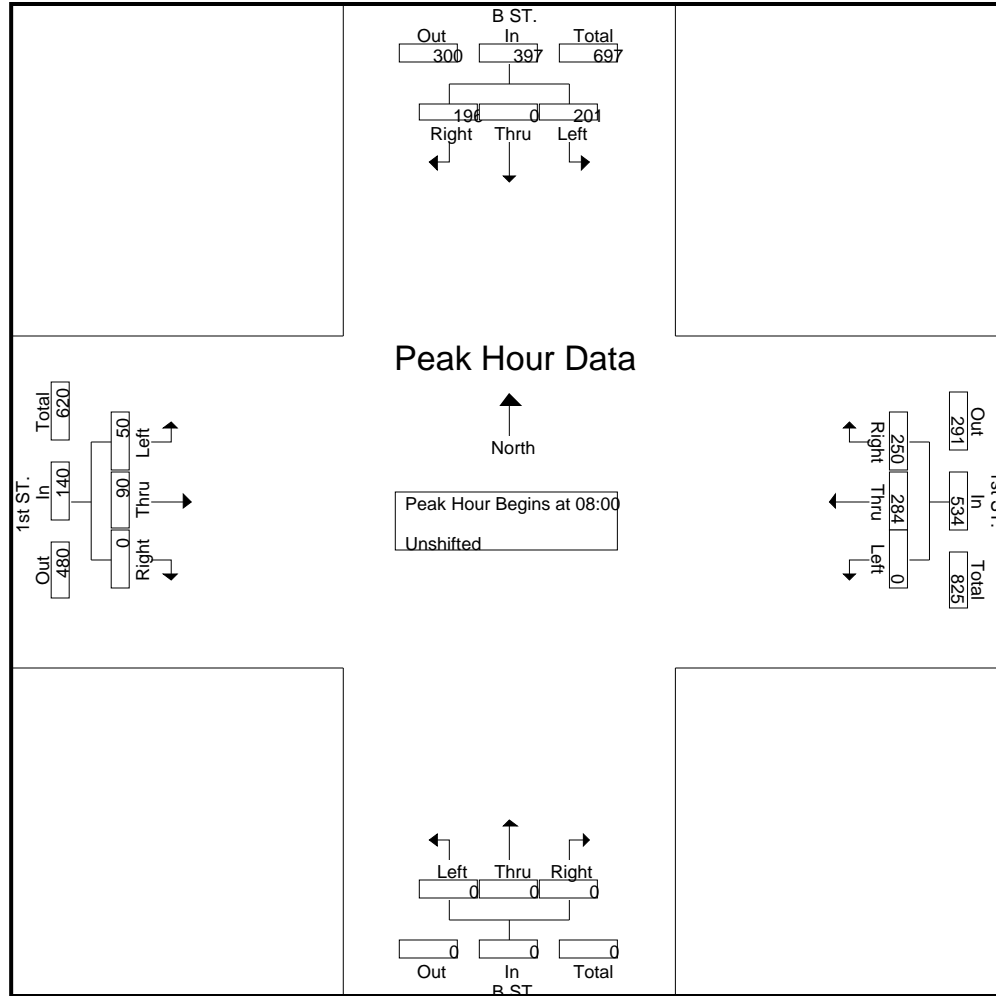 B ST.
Out In Total
300 397 697
196 0 201
Right Thru Left
Peak Hour Data
North
Peak Hour Begins at 08:00
Unshifted
1st ST.
Total In Out
620 140 480
50 90 0
Left Thru Right
1st ST.
Out In Total
291 534 825
250 284 0
Right Thru Left
Left Thru Right
0 0 0
0 0 0
Out In Total
B ST.